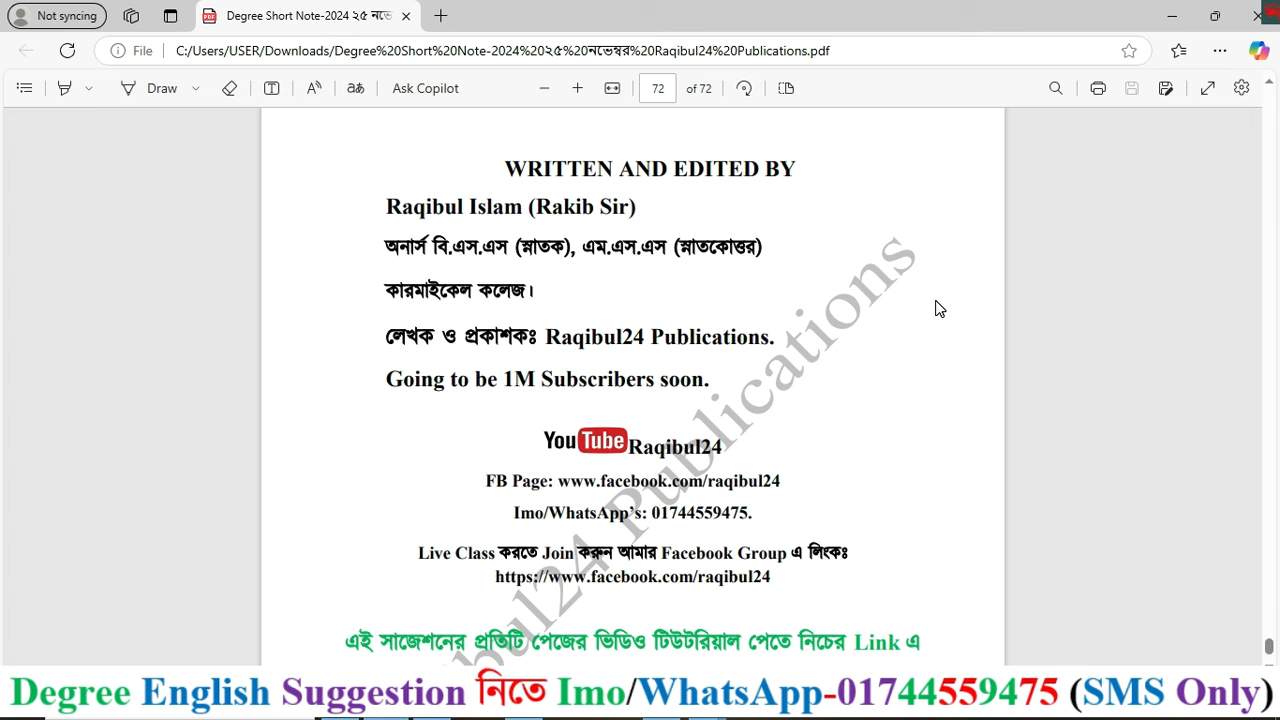 Not syncing
Degree Short Note-2024 ২৫ নভে
File
C:/Users/USER/Downloads/Degree%20Short%20Note-2024%20২৫%20নভেম্বর%20Raqibul24%20Publications.pdf
Draw
Ask Copilot
72 of 72
WRITTEN AND EDITED BY
Raqibul Islam (Rakib Sir)
অনার্স বি.এস.এস (স্নাতক), এম.এস.এস (স্নাতকোত্তর)
কারমাইকেল কলেজ।
লেখক ও প্রকাশকঃ Raqibul24 Publications.
Going to be 1M Subscribers soon.
YouTube Raqibul24
FB Page: www.facebook.com/raqibul24
Imo/WhatsApp’s: 01744559475.
Live Class করতে Join করুন আমার Facebook Group এ লিংকঃ
https://www.facebook.com/raqibul24
এই সাজেশনের প্রতিটি পেজের ভিডিও টিউটরিয়াল পেতে নিচের Link এ
bul24 Publications
Degree English Suggestion নিতে Imo/WhatsApp-01744559475 (SMS Only)